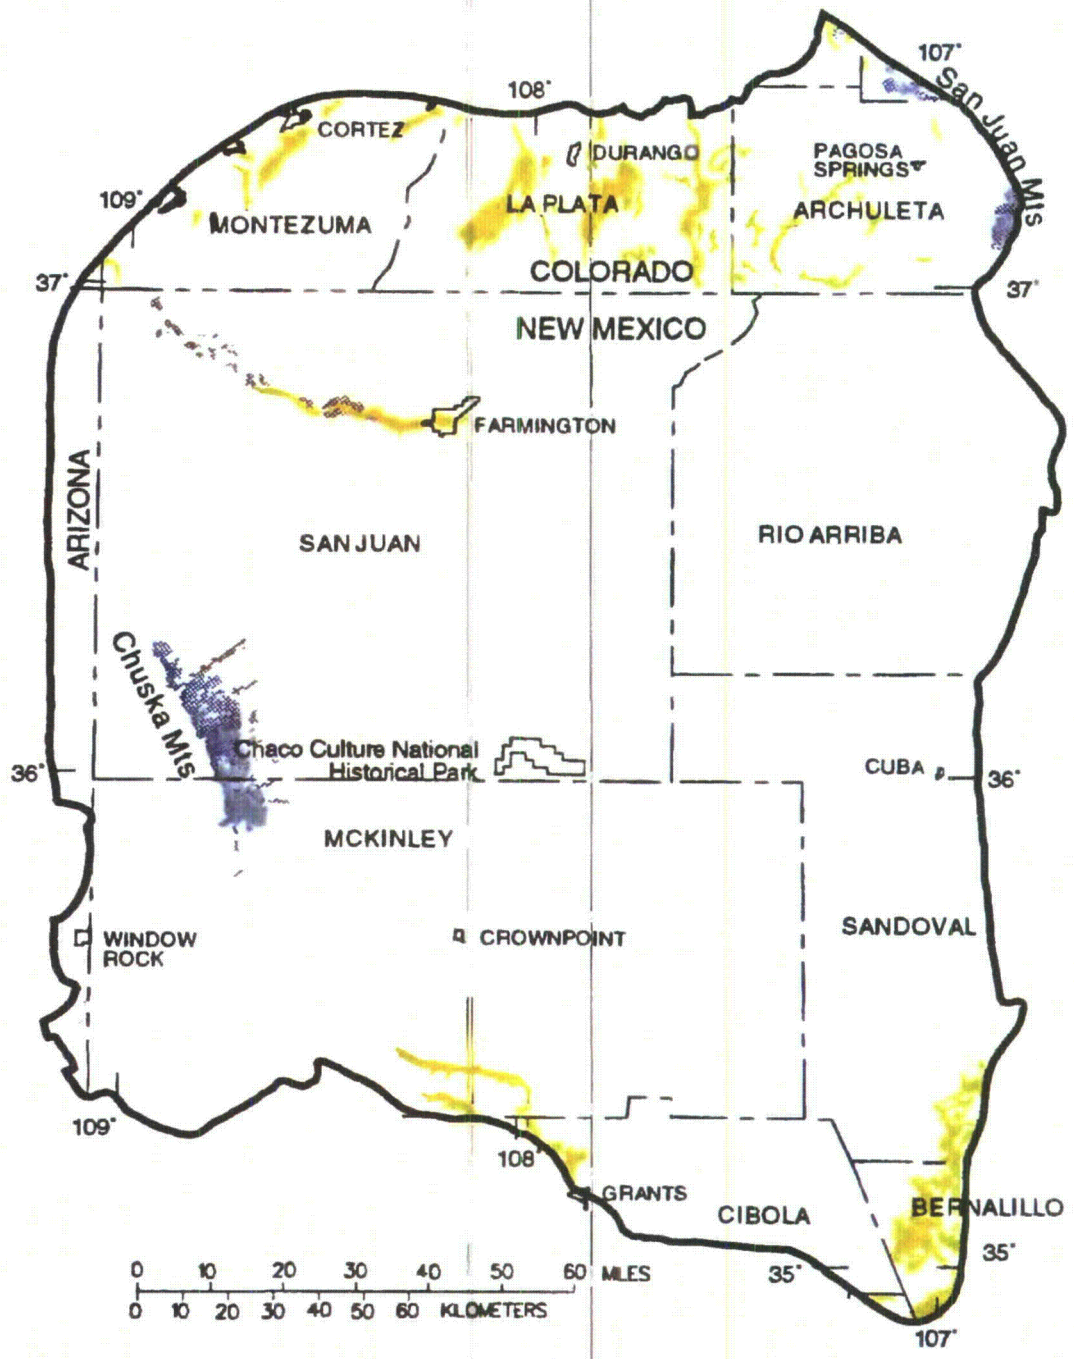 107°
San Juan Mts
108°
CORTEZ
DURANGO
PAGOSA
SPRINGS
109°
LA PLATA
ARCHULETA
MONTEZUMA
37°
COLORADO
37°
NEW MEXICO
FARMINGTON
ARIZONA
SAN JUAN
RIO ARRIBA
Chuska Mts
Chaco Culture National
Historical Park
36°
CUBA
36°
MCKINLEY
SANDOVAL
WINDOW
ROCK
CROWNPOINT
109°
108°
GRANTS
CIBOLA
BERNALILLO
35°
35°
0 10 20 30 40 50 60 MLES
0 10 20 30 40 50 60 KLOMETERS
107°